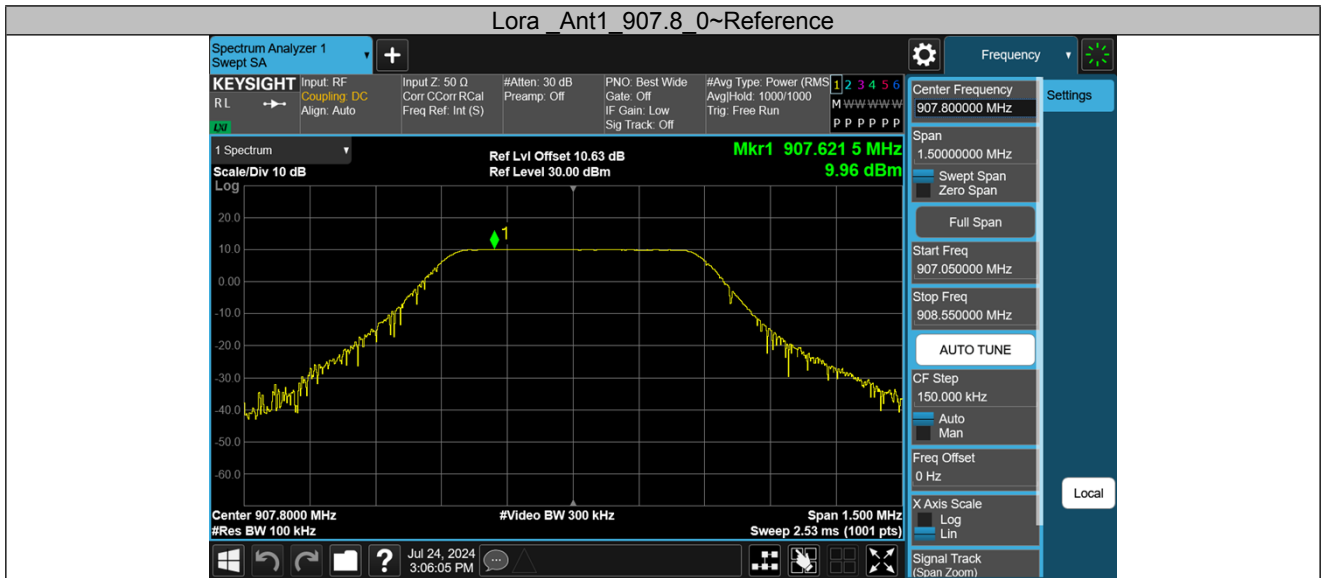 Lora _Ant1_907.8_0~Reference
Spectrum Analyzer 1
Swept SA
+
Frequency
KEYSIGHT
RL
LXI
Input: RF
Coupling: DC
Align: Auto
Input Z: 50 Ω
Corr CCorr RCal
Freq Ref: Int (S)
#Atten: 30 dB
Preamp: Off
PNO: Best Wide
Gate: Off
IF Gain: Low
Sig Track: Off
#Avg Type: Power (RMS
Avg|Hold: 1000/1000
Trig: Free Run
1 2 3 4 5 6
M W W W W W
P P P P P P
1 Spectrum
Scale/Div 10 dB
Ref Lvl Offset 10.63 dB
Ref Level 30.00 dBm
Mkr1 907.621 5 MHz
9.96 dBm
Log
20.0
10.0
0.00
-10.0
-20.0
-30.0
-40.0
-50.0
-60.0
1
Center 907.8000 MHz
#Res BW 100 kHz
#Video BW 300 kHz
Span 1.500 MHz
Sweep 2.53 ms (1001 pts)
Center Frequency
907.800000 MHz
Span
1.50000000 MHz
Swept Span
Zero Span
Full Span
Start Freq
907.050000 MHz
Stop Freq
908.550000 MHz
AUTO TUNE
CF Step
150.000 kHz
Auto
Man
Freq Offset
0 Hz
X Axis Scale
Log
Lin
Signal Track
(Span Zoom)
Settings
Local
?
Jul 24, 2024
3:06:05 PM